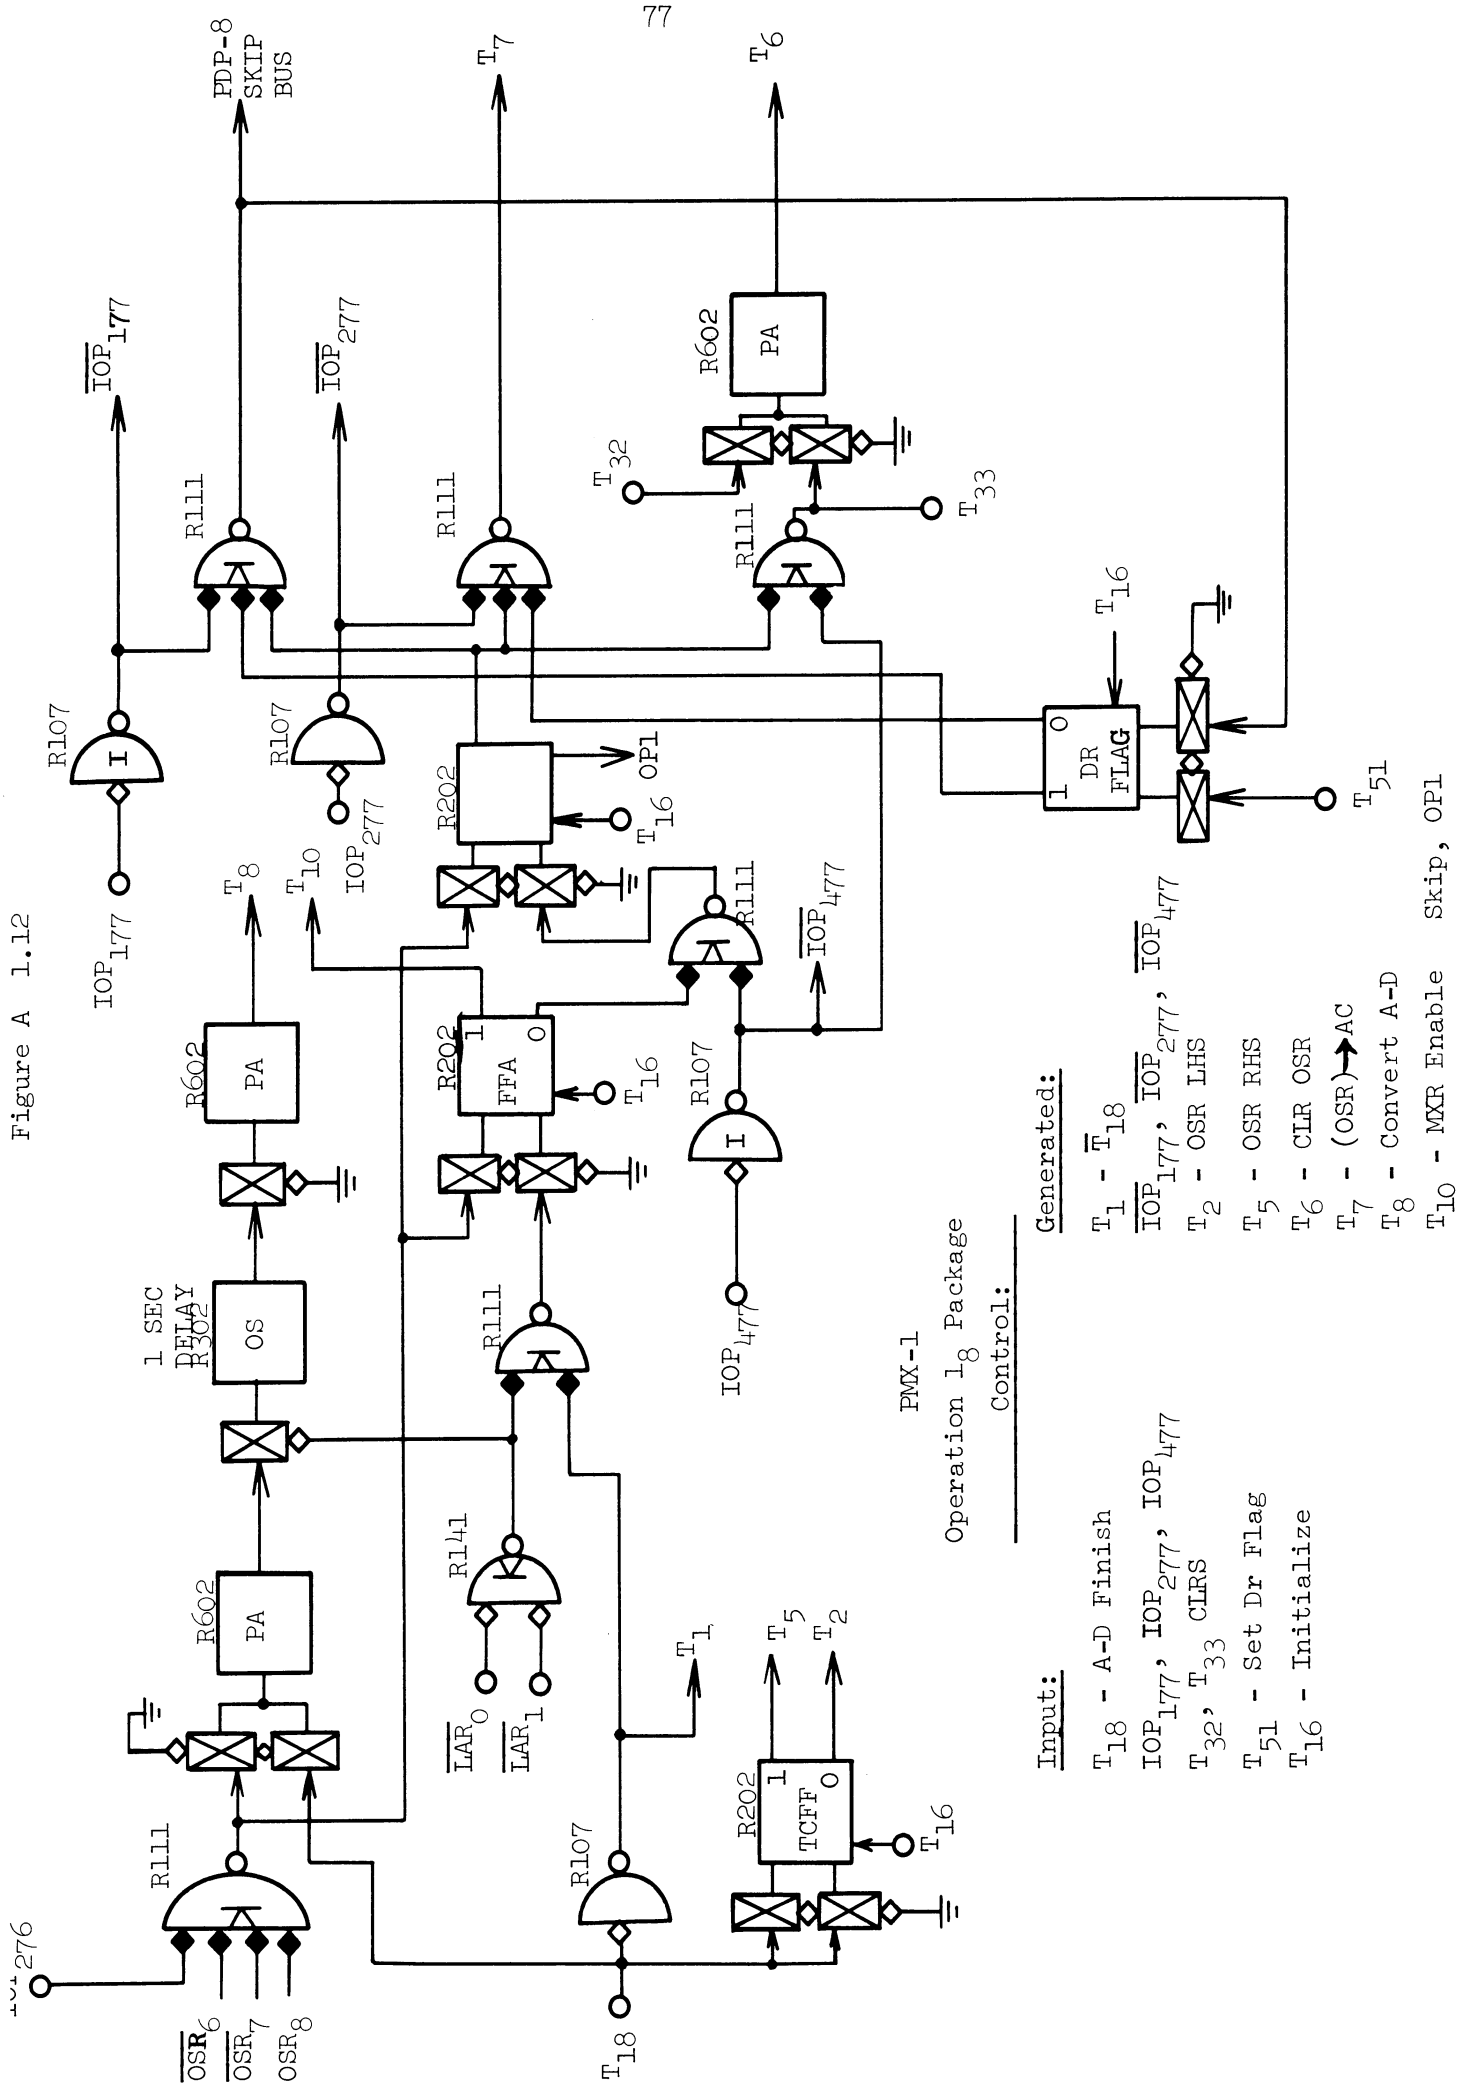 77
Figure A 1.12
276
OSR6
OSR7
OSR8
R111
R602
PA
1 SEC
DELAY
R302
OS
R602
PA
T8
T10
IOP177
R107
I
IOP177
IOP277
R107
IOP277
R111
Λ
PDP-8
SKIP
BUS
R111
Λ
T7
LAR0
LAR1
R141
V
R111
Λ
R202
FFA
1
0
T16
R202
T16
OP1
R111
Λ
IOP477
R107
I
IOP477
R111
Λ
T32
T33
R602
PA
T6
T18
R107
T1
R202
TCFF
1
0
T16
T5
T2
1
0
DR
FLAG
T16
T51
PMX-1
Operation 18 Package
Control:
Input:
T18 - A-D Finish
IOP177, IOP277, IOP477
T32, T33 CLRS
T51 - Set Dr Flag
T16 - Initialize
Generated:
T1 - T̅18
IOP177, IOP277, IOP477
T2 - OSR LHS
T5 - OSR RHS
T6 - CLR OSR
T7 - (OSR)→AC
T8 - Convert A-D
T10 - MXR Enable Skip, OP1